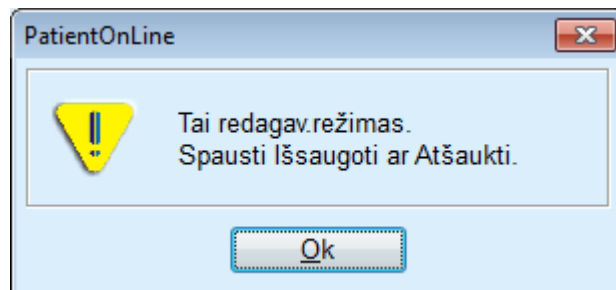 PatientOnLine
Tai redagav.režimas.
Spausti Išsaugoti ar Atšaukti.
Ok